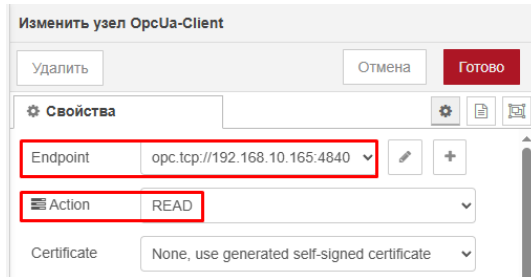 Изменить узел OpcUa-Client
Удалить
Отмена
Готово
Свойства
Endpoint
opc.tcp://192.168.10.165:4840
Action
READ
Certificate
None, use generated self-signed certificate